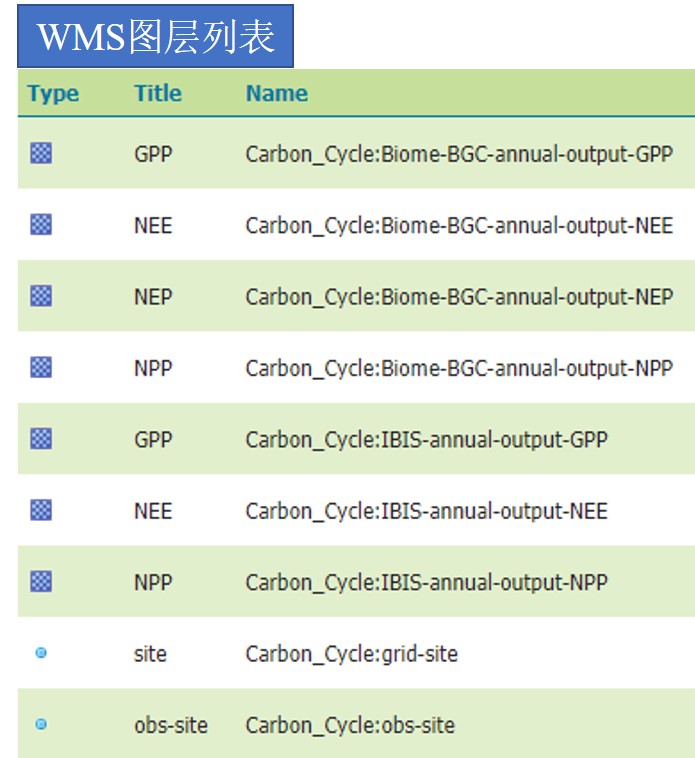 WMS图层列表
Type Title Name
GPP Carbon_Cycle:Biome-BGC-annual-output-GPP
NEE Carbon_Cycle:Biome-BGC-annual-output-NEE
NEP Carbon_Cycle:Biome-BGC-annual-output-NEP
NPP Carbon_Cycle:Biome-BGC-annual-output-NPP
GPP Carbon_Cycle:IBIS-annual-output-GPP
NEE Carbon_Cycle:IBIS-annual-output-NEE
NPP Carbon_Cycle:IBIS-annual-output-NPP
site Carbon_Cycle:grid-site
obs-site Carbon_Cycle:obs-site